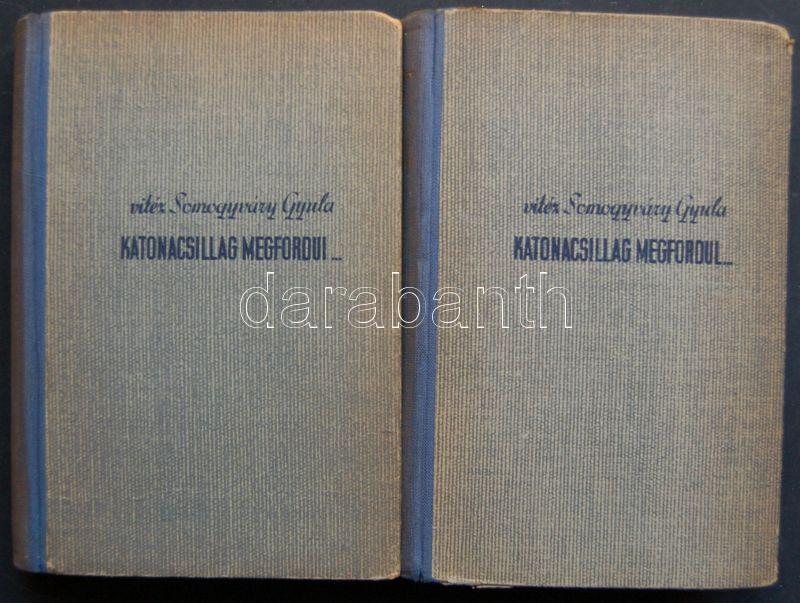 vitéz Somogyváry Gyula
KATONACSILLAG MEGFORDUL...
vitéz Somogyváry Gyula
KATONACSILLAG MEGFORDUL...
darabanth